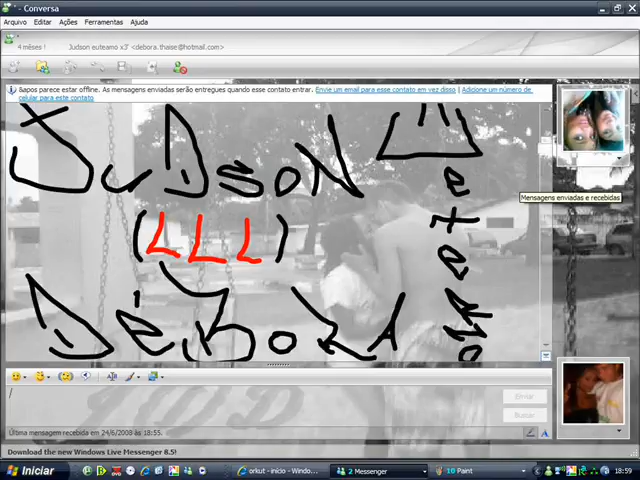 - Conversa
Arquivo Editar Ações Ferramentas Ajuda
4 mêses ! Judson euteamo x3' <debora.thaise@hotmail.com>
&apos parece estar offline. As mensagens enviadas serão entregues quando esse contato entrar. Envie um email para esse contato em vez disso | Adicione um número de
celular para este contato
Mensagens enviadas e recebidas
JuDsoN
(LLL)
DéBoRA
Enviar
Buscar
Última mensagem recebida em 24/6/2008 às 18:55.
Download the new Windows Live Messenger 8.5!
Iniciar
orkut - início - Windo...
2 Messenger
10 Paint
18:59